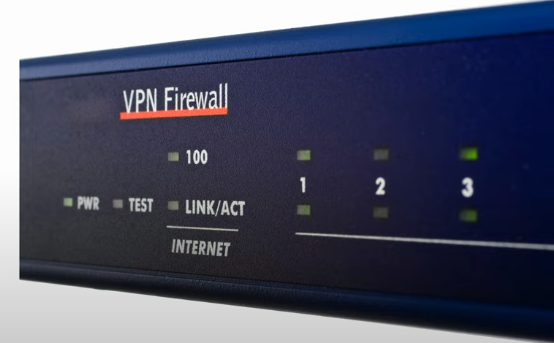 VPN Firewall
100
1 2 3
PWR TEST LINK/ACT
INTERNET